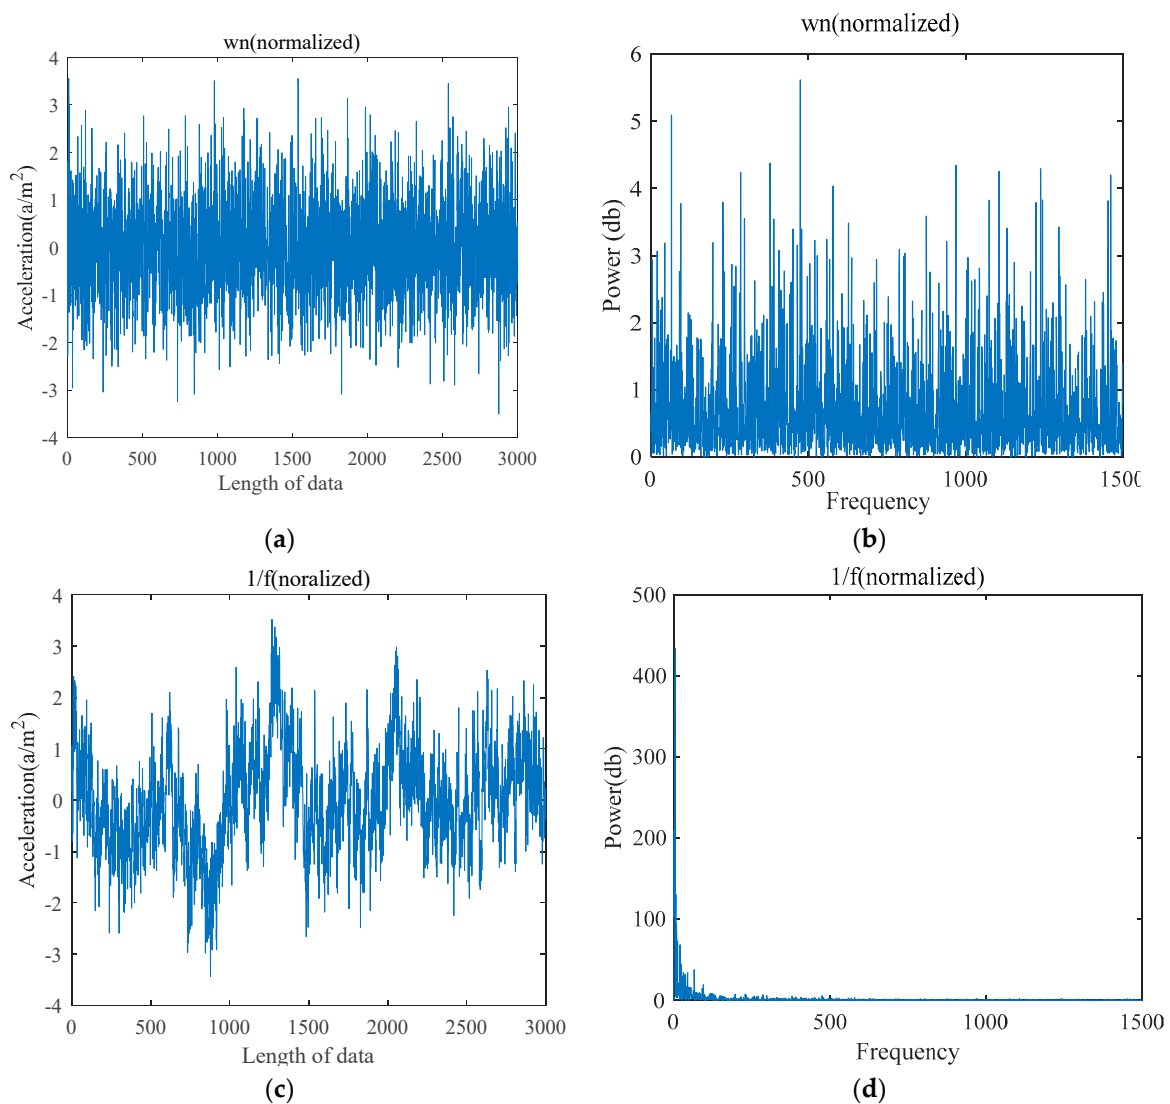 wn(normalized)
4
3
2
1
0
-1
-2
-3
-4
Acceleration(a/m²)
0 500 1000 1500 2000 2500 3000
Length of data
(a)
wn(normalized)
6
5
4
3
2
1
0
Power (db)
0 500 1000 1500
Frequency
(b)
1/f(noralized)
4
3
2
1
0
-1
-2
-3
-4
Acceleration(a/m²)
0 500 1000 1500 2000 2500 3000
Length of data
(c)
1/f(normalized)
500
400
300
200
100
0
Power(db)
0 500 1000 1500
Frequency
(d)